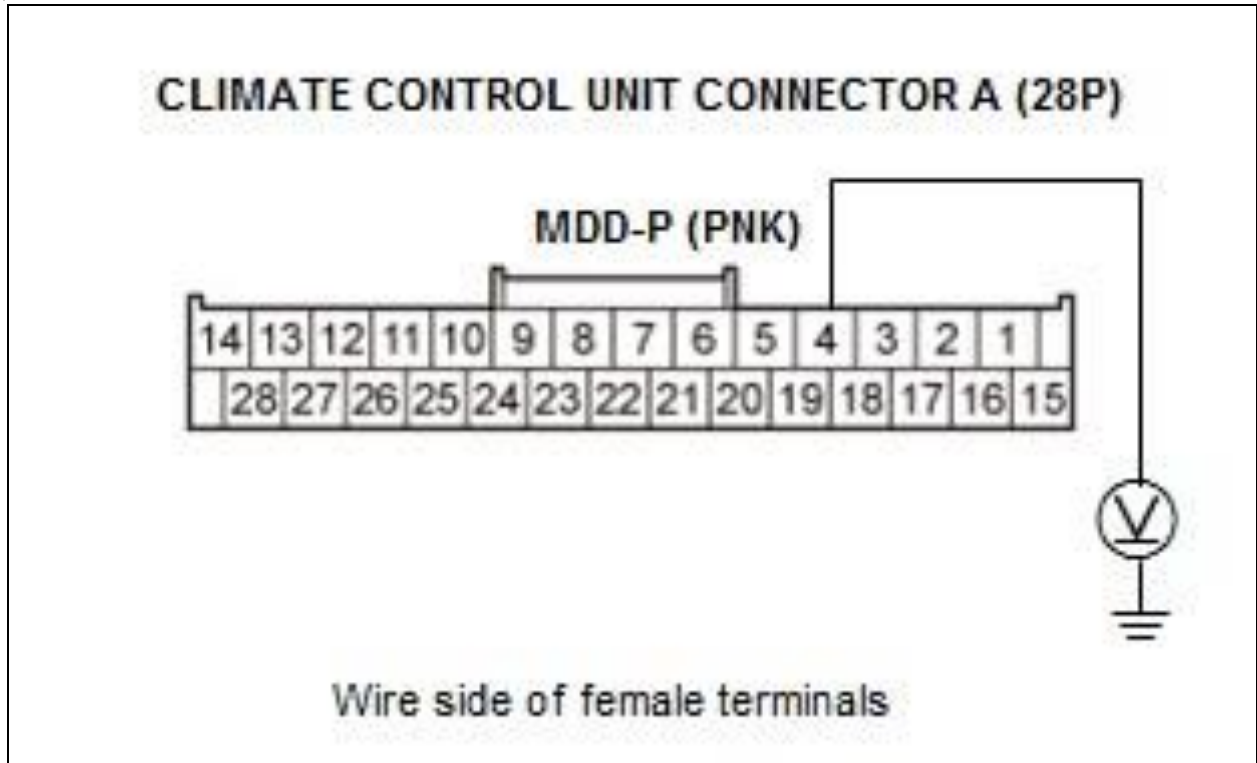 CLIMATE CONTROL UNIT CONNECTOR A (28P)
MDD-P (PNK)
14 13 12 11 10 9 8 7 6 5 4 3 2 1
28 27 26 25 24 23 22 21 20 19 18 17 16 15
V
Wire side of female terminals